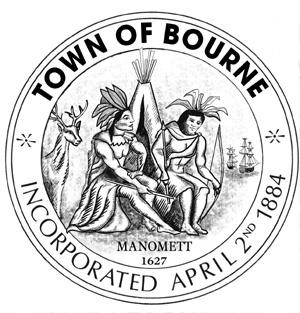 TOWN OF BOURNE
MANOMETT
1627
INCORPORATED APRIL 2ND 1884